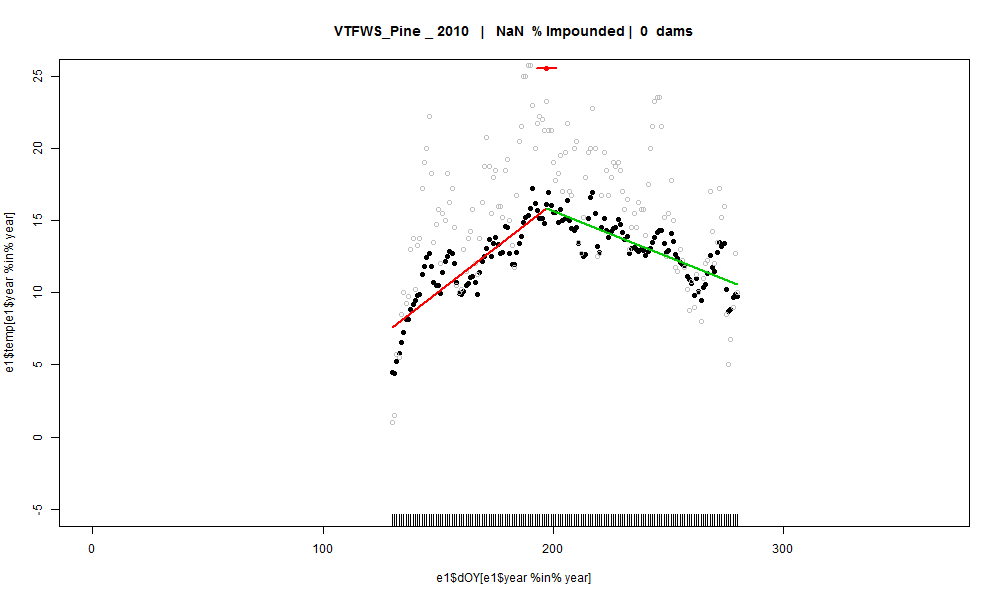 VTFWS_Pine _ 2010 | NaN % Impounded | 0 dams
25
20
15
10
5
0
-5
e1$temp[e1$year %in% year]
0 100 200 300
e1$dOY[e1$year %in% year]